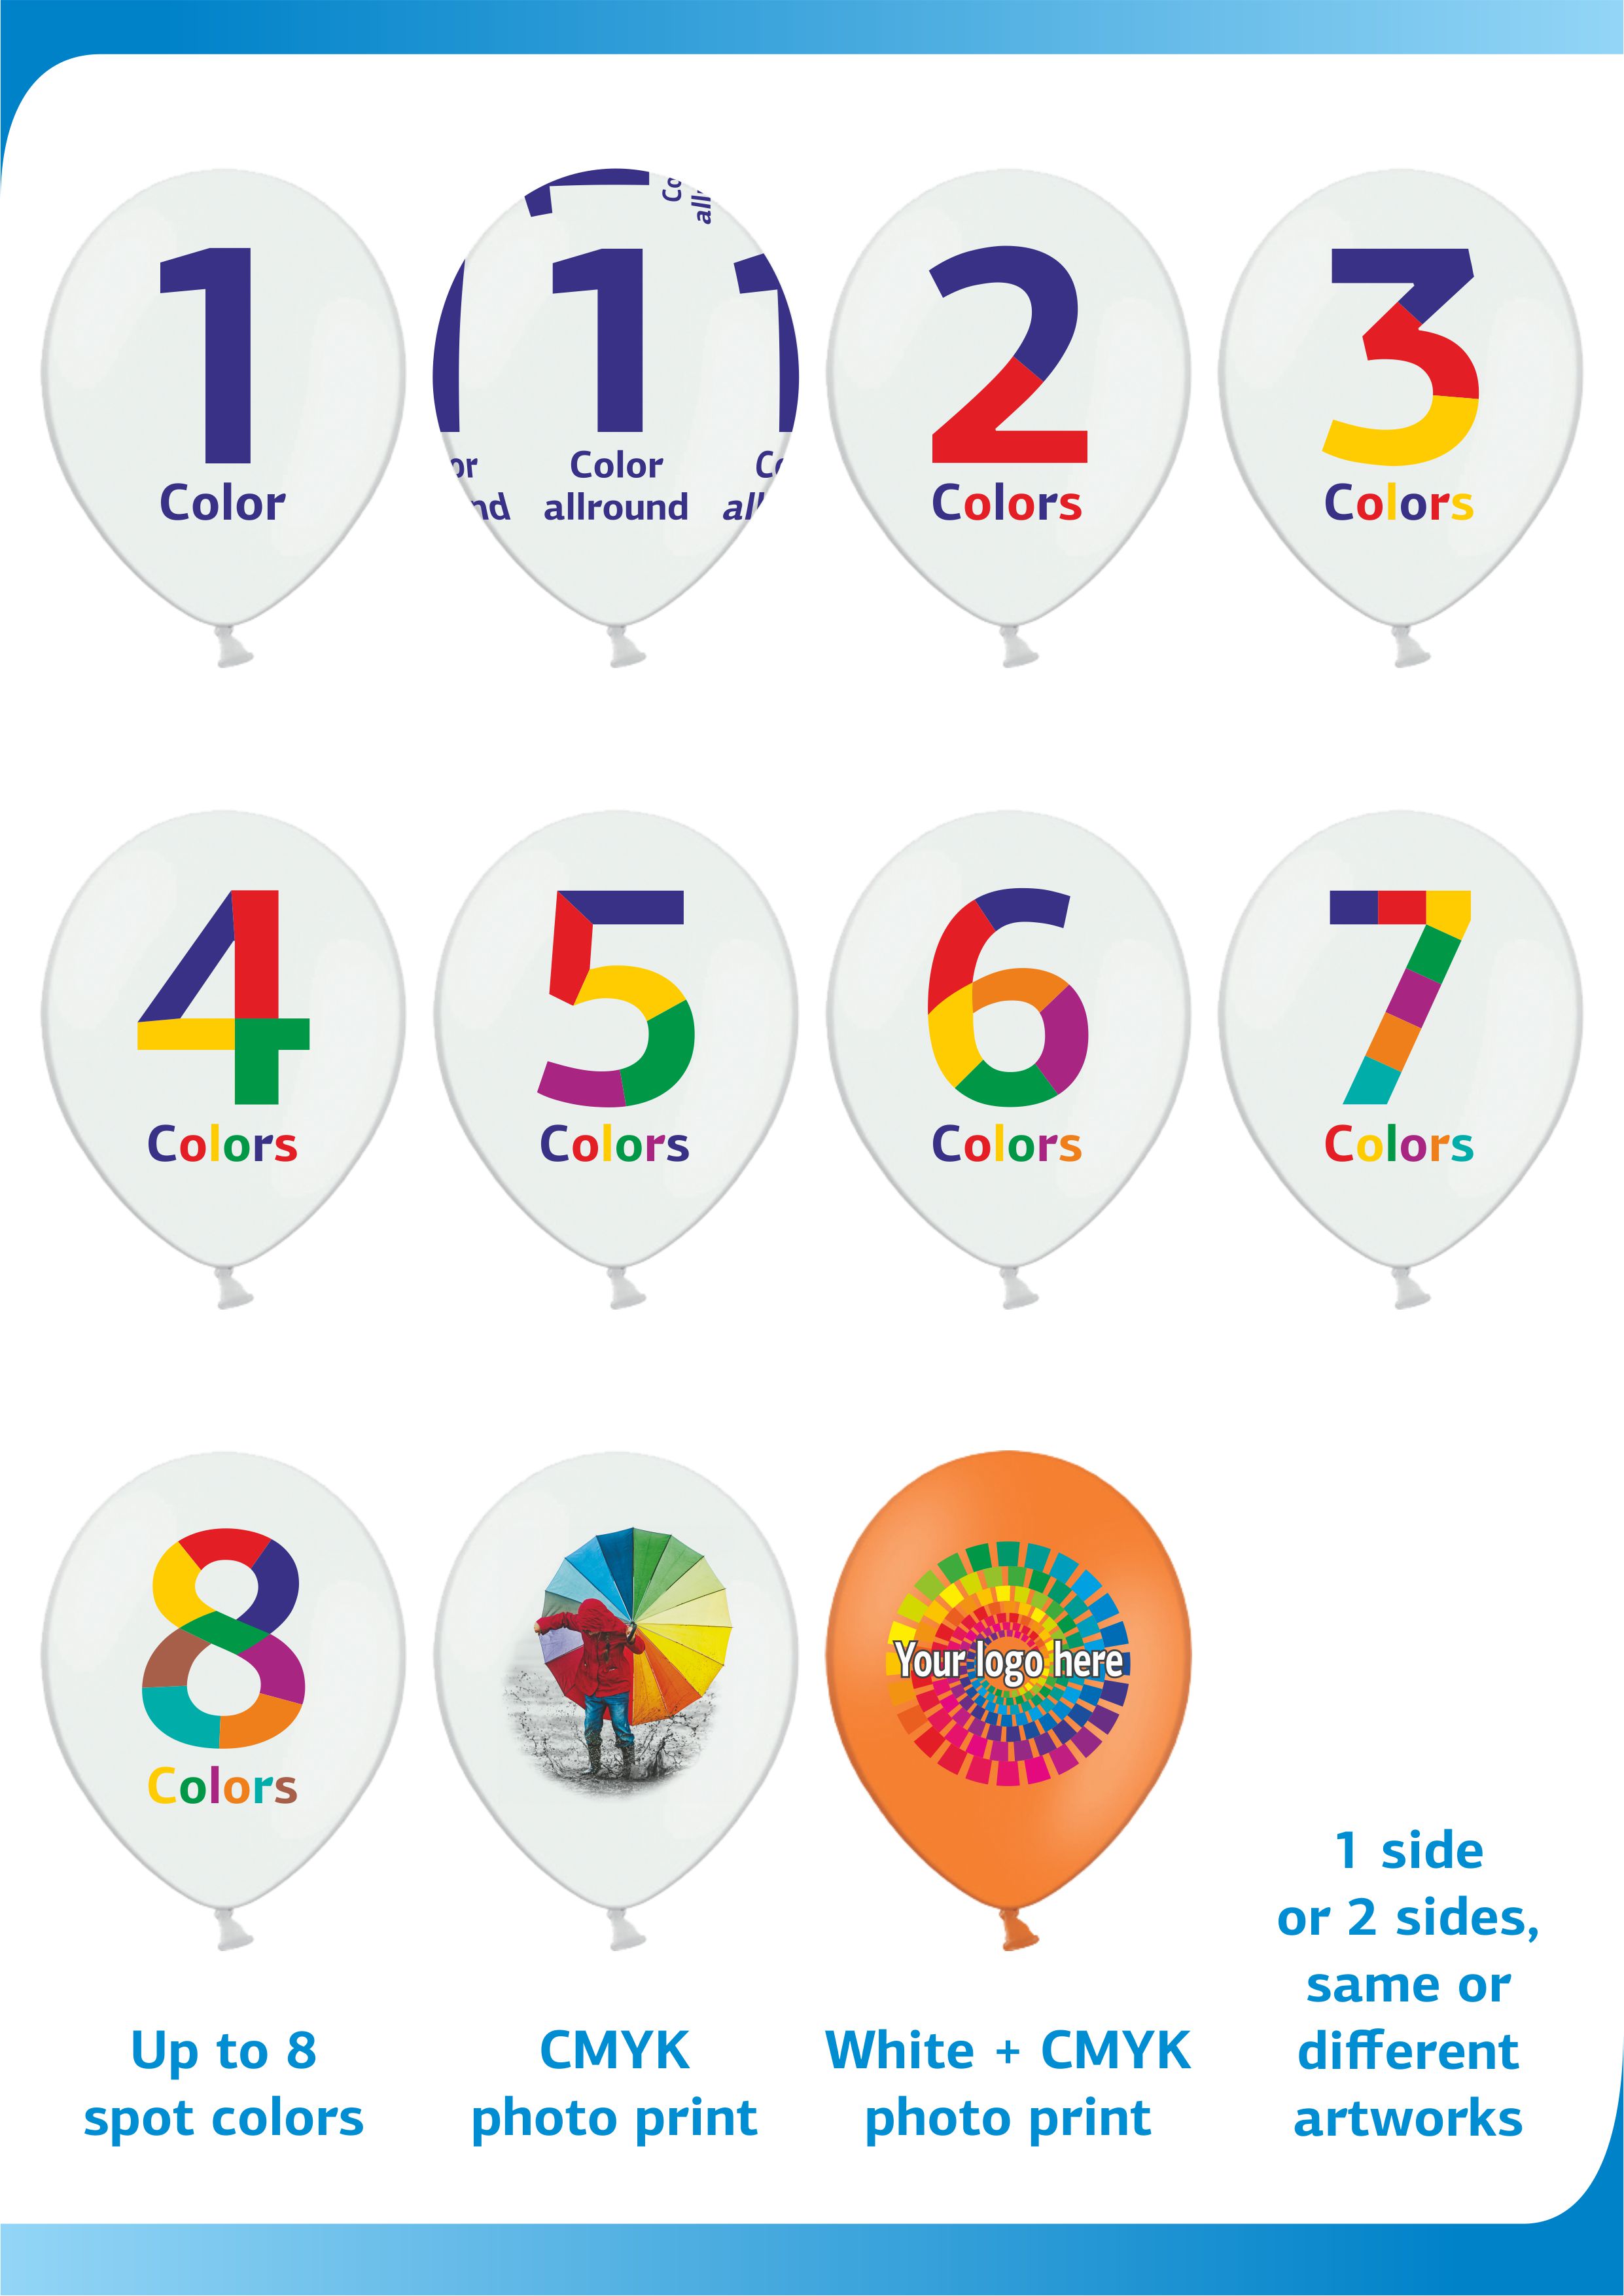 Co
all
1
1
2
3
or
Color
Co
Color
nd
allround
all
Colors
Colors
4
5
6
7
Colors
Colors
Colors
Colors
8
Your logo here
Colors
1 side
or 2 sides,
same or
different
artworks
Up to 8
spot colors
CMYK
photo print
White + CMYK
photo print